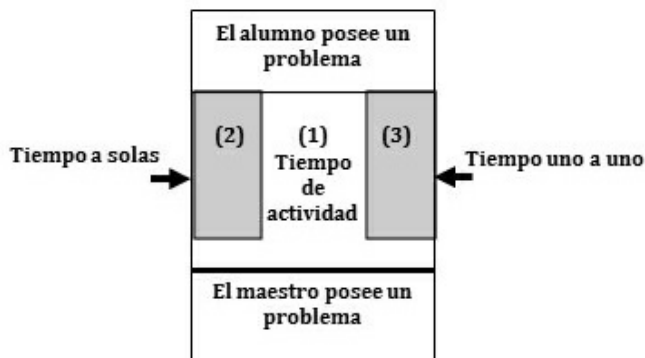 El alumno posee un
problema
(2)
(1)
(3)
Tiempo a solas
Tiempo
de
actividad
Tiempo uno a uno
El maestro posee un
problema